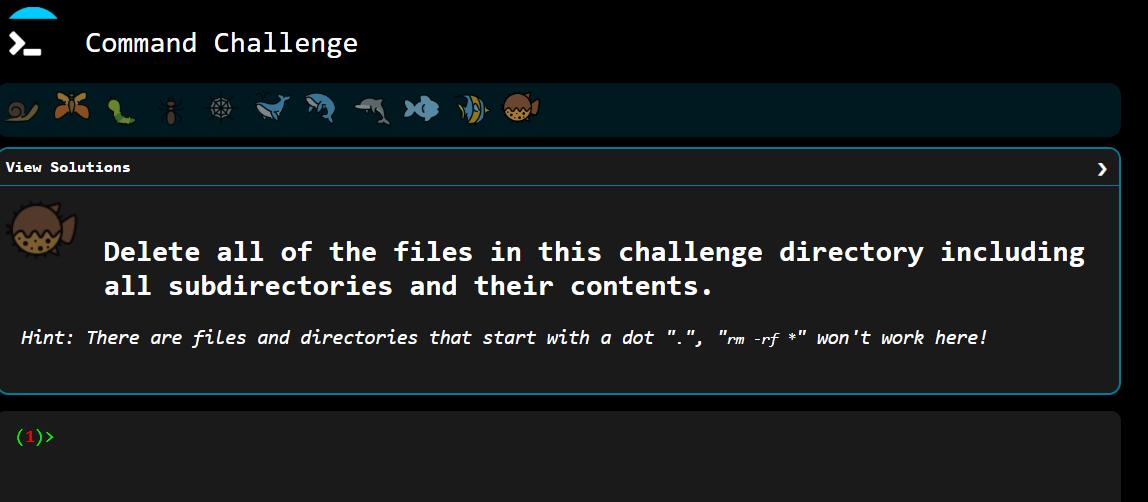 Command Challenge
View Solutions
Delete all of the files in this challenge directory including
all subdirectories and their contents.
Hint: There are files and directories that start with a dot ".", "rm -rf *" won't work here!
(1)>